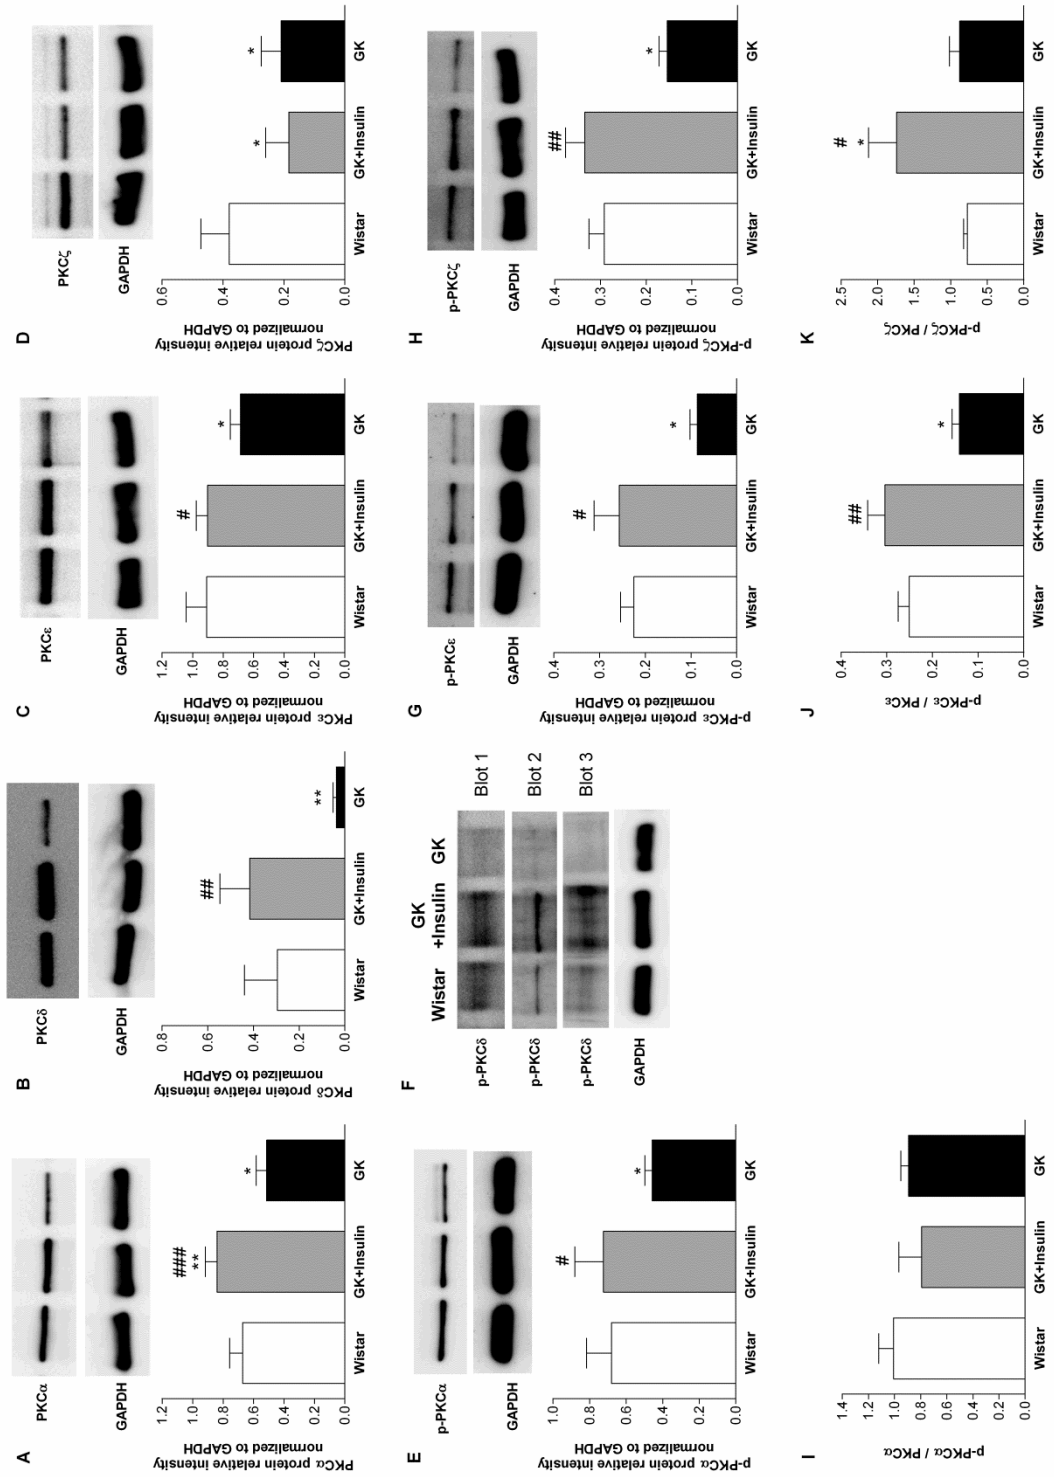 A
PKCα
GAPDH
PKCα protein relative intensity
normalized to GAPDH
1.2
1.0
0.8
0.6
0.4
0.2
0.0
###
**
*
Wistar GK+Insulin GK
B
PKCδ
GAPDH
PKCδ protein relative intensity
normalized to GAPDH
0.8
0.6
0.4
0.2
0.0
##
**
Wistar GK+Insulin GK
C
PKCε
GAPDH
PKCε protein relative intensity
normalized to GAPDH
1.2
1.0
0.8
0.6
0.4
0.2
0.0
#
*
Wistar GK+Insulin GK
D
PKCζ
GAPDH
PKCζ protein relative intensity
normalized to GAPDH
0.6
0.4
0.2
0.0
* *
Wistar GK+Insulin GK
E
p-PKCα
GAPDH
p-PKCα protein relative intensity
normalized to GAPDH
1.0
0.8
0.6
0.4
0.2
0.0
#
*
Wistar GK+Insulin GK
F
Wistar GK +Insulin GK
p-PKCδ Blot 1
p-PKCδ Blot 2
p-PKCδ Blot 3
GAPDH
G
p-PKCε
GAPDH
p-PKCε protein relative intensity
normalized to GAPDH
0.4
0.3
0.2
0.1
0.0
#
*
Wistar GK+Insulin GK
H
p-PKCζ
GAPDH
p-PKCζ protein relative intensity
normalized to GAPDH
0.4
0.3
0.2
0.1
0.0
##
*
Wistar GK+Insulin GK
I
p-PKCα / PKCα
1.4
1.2
1.0
0.8
0.6
0.4
0.2
0.0
Wistar GK+Insulin GK
J
p-PKCε / PKCε
0.4
0.3
0.2
0.1
0.0
##
*
Wistar GK+Insulin GK
K
p-PKCζ / PKCζ
2.5
2.0
1.5
1.0
0.5
0.0
#
*
Wistar GK+Insulin GK